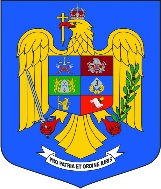 PRO PATRIA ET ORDINE IURIS